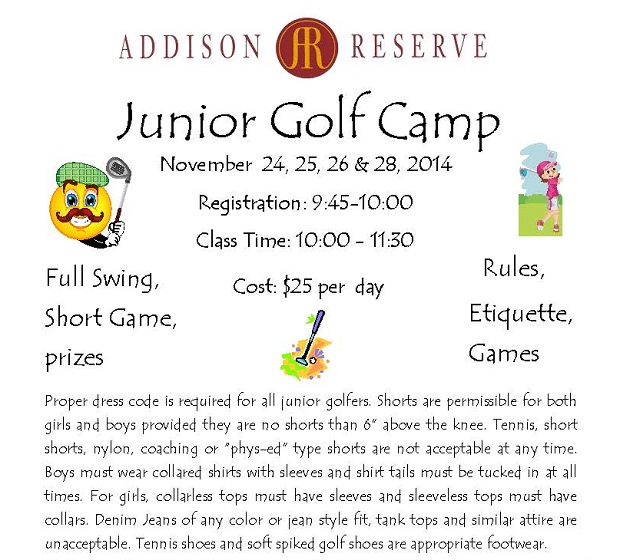 ADDISON AR RESERVE
Junior Golf Camp
November 24, 25, 26 & 28, 2014
Registration: 9:45-10:00
Class Time: 10:00 - 11:30
Cost: $25 per day
Full Swing,
Short Game,
prizes
Rules,
Etiquette,
Games
Proper dress code is required for all junior golfers. Shorts are permissible for both
girls and boys provided they are no shorts than 6" above the knee. Tennis, short
shorts, nylon, coaching or "phys-ed" type shorts are not acceptable at any time.
Boys must wear collared shirts with sleeves and shirt tails must be tucked in at all
times. For girls, collarless tops must have sleeves and sleeveless tops must have
collars. Denim Jeans of any color or jean style fit, tank tops and similar attire are
unacceptable. Tennis shoes and soft spiked golf shoes are appropriate footwear.